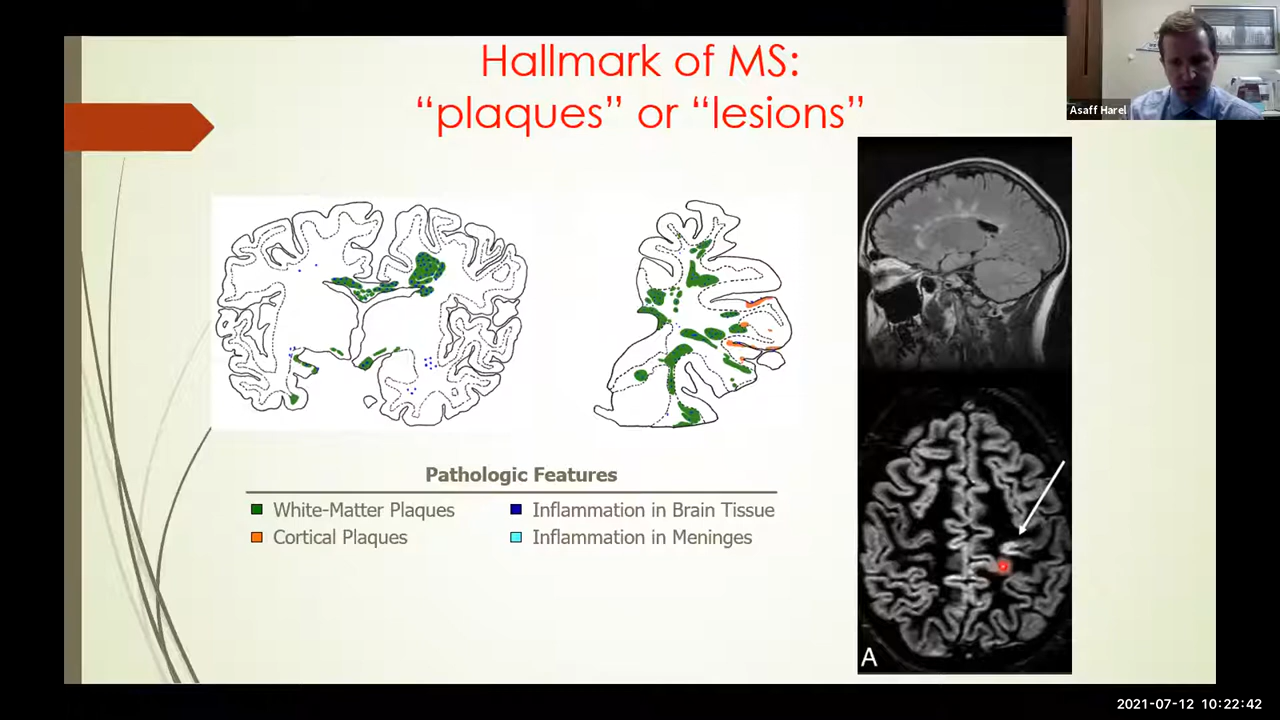 Hallmark of MS:
“plaques” or “lesions”
Asaff Harel
Pathologic Features
White-Matter Plaques
Inflammation in Brain Tissue
Cortical Plaques
Inflammation in Meninges
A
2021-07-12 10:22:42